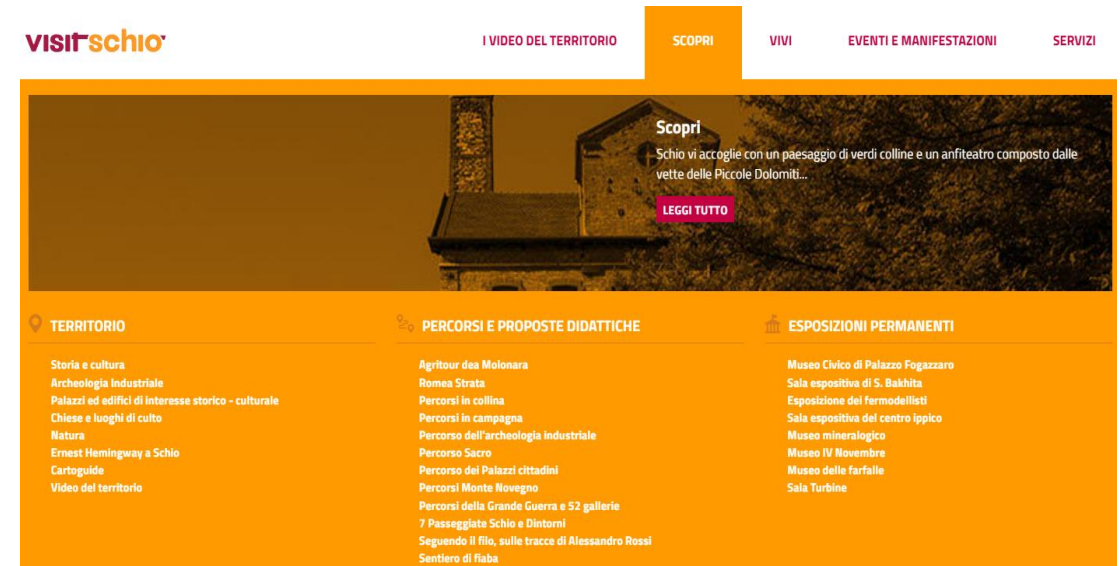 visitschio
I VIDEO DEL TERRITORIO
SCOPRI
VIVI
EVENTI E MANIFESTAZIONI
SERVIZI
Scopri
Schio vi accoglie con un paesaggio di verdi colline e un anfiteatro composto dalle
vette delle Piccole Dolomiti...
LEGGI TUTTO
TERRITORIO
Storia e cultura
Archeologia Industriale
Palazzi ed edifici di interesse storico - culturale
Chiese e luoghi di culto
Natura
Ernest Hemingway a Schio
Cartoguide
Video del territorio
PERCORSI E PROPOSTE DIDATTICHE
Agritour dea Molonara
Romea Strata
Percorsi in collina
Percorsi in campagna
Percorso dell'archeologia industriale
Percorso Sacro
Percorso dei Palazzi cittadini
Percorsi Monte Novegno
Percorsi della Grande Guerra e 52 gallerie
7 Passeggiate Schio e Dintorni
Seguendo il filo, sulle tracce di Alessandro Rossi
Sentiero di fiaba
ESPOSIZIONI PERMANENTI
Museo Civico di Palazzo Fogazzaro
Sala espositiva di S. Bakhita
Esposizione dei fermodellisti
Sala espositiva del centro ippico
Museo mineralogico
Museo IV Novembre
Museo delle farfalle
Sala Turbine